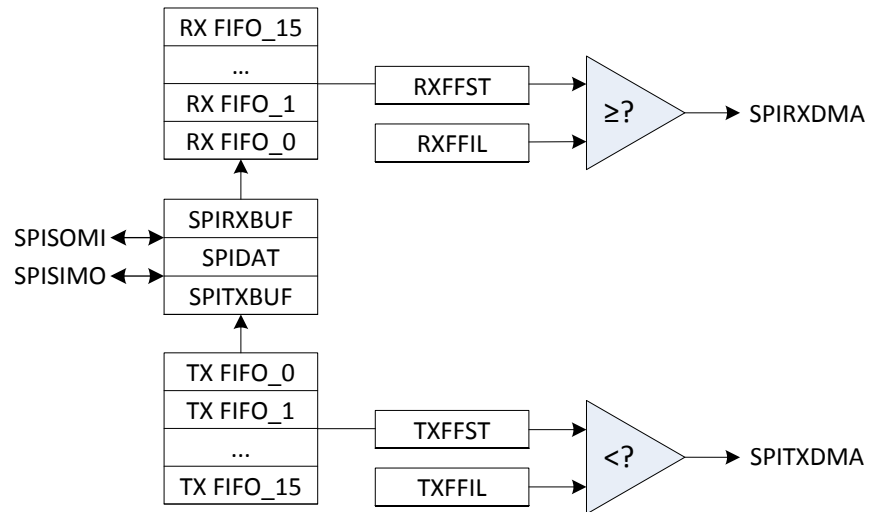 RX FIFO_15
...
RX FIFO_1
RX FIFO_0
RXFFST
RXFFIL
≥?
SPIRXDMA
SPISOMI
SPISIMO
SPIRXBUF
SPIDAT
SPITXBUF
TX FIFO_0
TX FIFO_1
...
TX FIFO_15
TXFFST
TXFFIL
<?
SPITXDMA